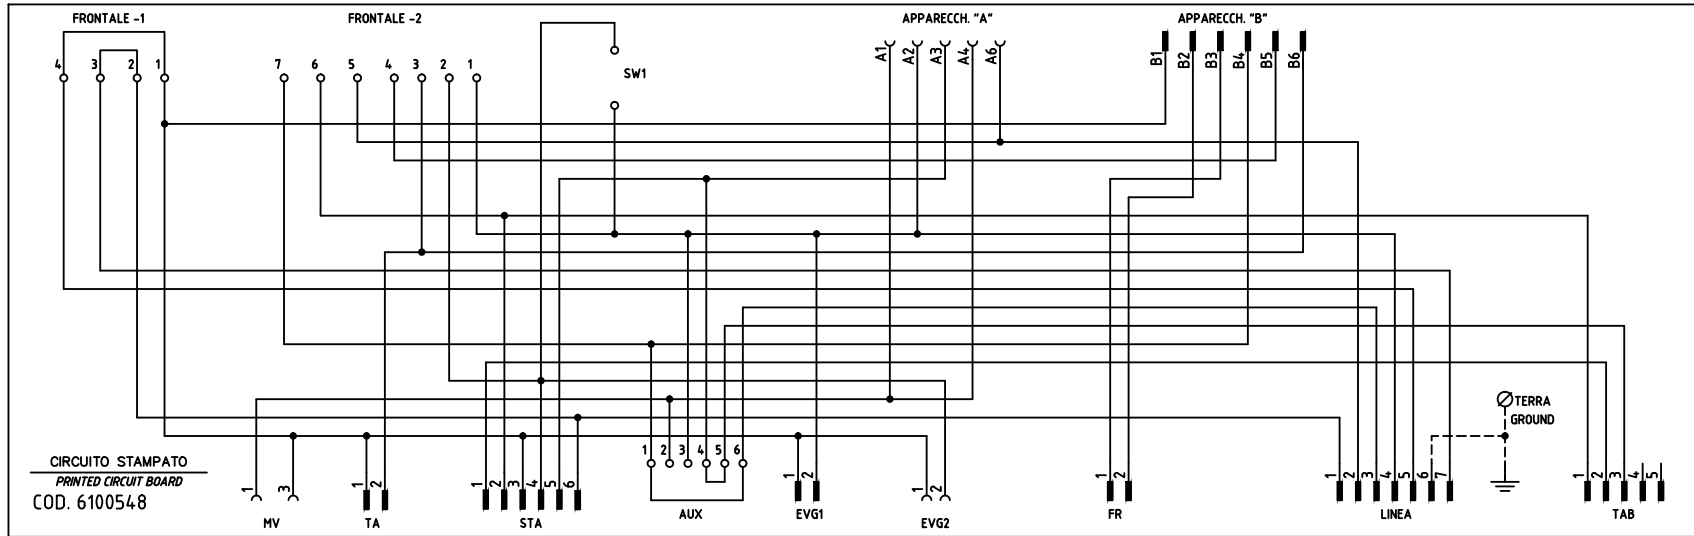 FRONTALE -1 FRONTALE -2 APPARECCH. "A" APPARECCH. "B"
4 3 2 1 7 6 5 4 3 2 1 SW1 A1 A2 A3 A4 A6 B1 B2 B3 B4 B5 B6
TERRA
GROUND
CIRCUITO STAMPATO
PRINTED CIRCUIT BOARD
COD. 6100548
1 2 3 4 5 6
1 3 1 2 1 2 3 4 5 6 1 2 1 2 1 2 1 2 3 4 5 6 7 1 2 3 4 5
MV TA STA AUX EVG1 EVG2 FR LINEA TAB